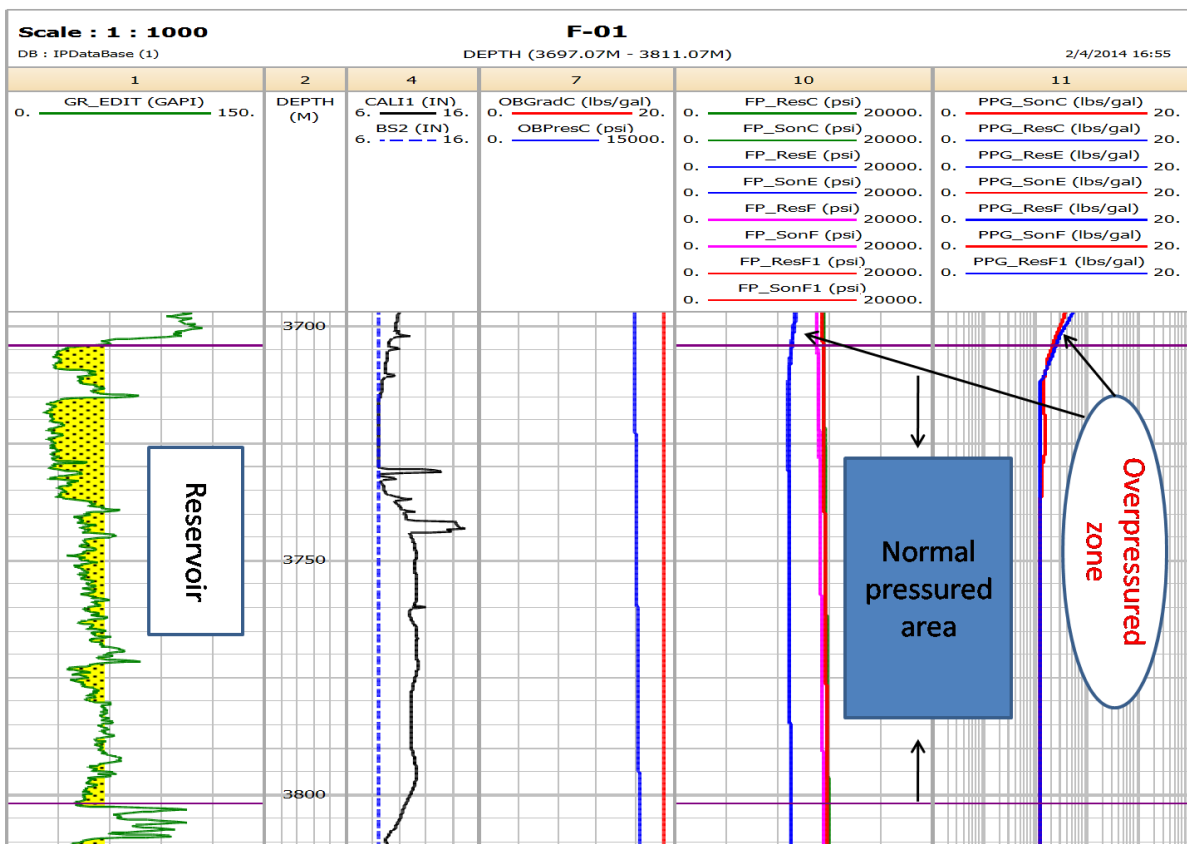 Scale : 1 : 1000
F-01
DB : IPDataBase (1)
DEPTH (3697.07M - 3811.07M)
2/4/2014 16:55
1
2
4
7
10
11
GR_EDIT (GAPI)
0. 150.
DEPTH
(M)
CALI1 (IN)
6. 16.
BS2 (IN)
6. 16.
OBGradC (lbs/gal)
0. 20.
OBPresC (psi)
0. 15000.
FP_ResC (psi)
0. 20000.
FP_SonC (psi)
0. 20000.
FP_ResE (psi)
0. 20000.
FP_SonE (psi)
0. 20000.
FP_ResF (psi)
0. 20000.
FP_SonF (psi)
0. 20000.
FP_ResF1 (psi)
0. 20000.
FP_SonF1 (psi)
0. 20000.
PPG_SonC (lbs/gal)
0. 20.
PPG_ResC (lbs/gal)
0. 20.
PPG_ResE (lbs/gal)
0. 20.
PPG_SonE (lbs/gal)
0. 20.
PPG_ResF (lbs/gal)
0. 20.
PPG_SonF (lbs/gal)
0. 20.
PPG_ResF1 (lbs/gal)
0. 20.
3700
3750
3800
Reservoir
Normal
pressured
area
Overpressured
zone